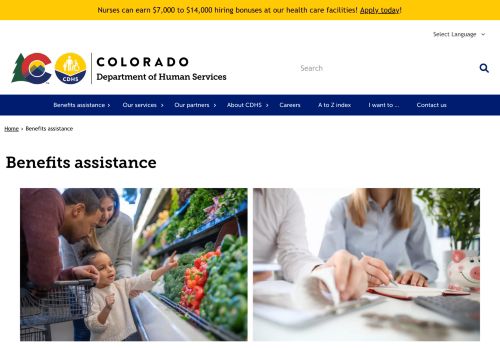 Nurses can earn $7,000 to $14,000 hiring bonuses at our health care facilities! Apply today!
Select Language
COLORADO
CDHS
Department of Human Services
Search
Benefits assistance Our services Our partners About CDHS Careers A to Z index I want to ... Contact us
Home › Benefits assistance
Benefits assistance